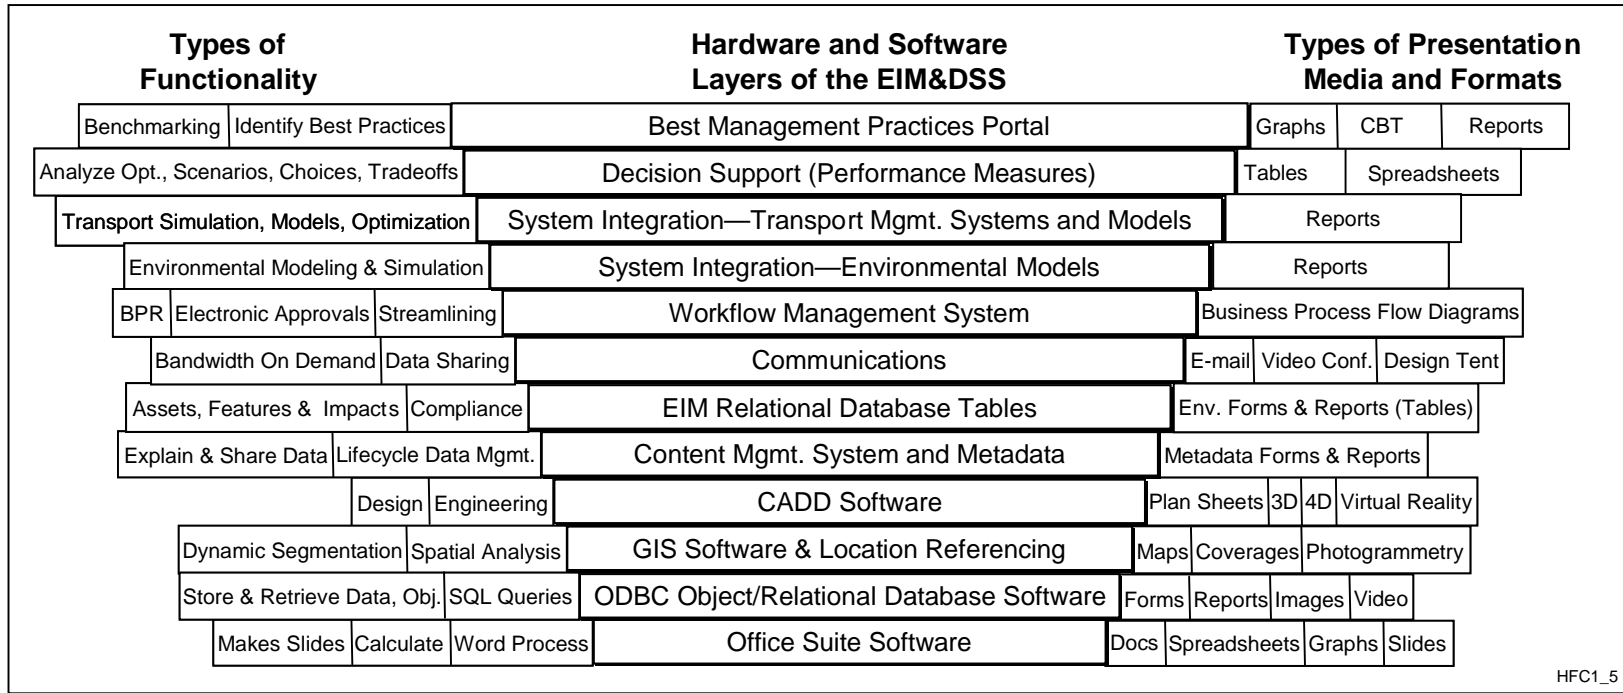 Types of
Functionality
Hardware and Software
Layers of the EIM&DSS
Types of Presentation
Media and Formats
Benchmarking Identify Best Practices Best Management Practices Portal Graphs CBT Reports
Analyze Opt., Scenarios, Choices, Tradeoffs Decision Support (Performance Measures) Tables Spreadsheets
Transport Simulation, Models, Optimization System Integration—Transport Mgmt. Systems and Models Reports
Environmental Modeling & Simulation System Integration—Environmental Models Reports
BPR Electronic Approvals Streamlining Workflow Management System Business Process Flow Diagrams
Bandwidth On Demand Data Sharing Communications E-mail Video Conf. Design Tent
Assets, Features & Impacts Compliance EIM Relational Database Tables Env. Forms & Reports (Tables)
Explain & Share Data Lifecycle Data Mgmt. Content Mgmt. System and Metadata Metadata Forms & Reports
Design Engineering CADD Software Plan Sheets 3D 4D Virtual Reality
Dynamic Segmentation Spatial Analysis GIS Software & Location Referencing Maps Coverages Photogrammetry
Store & Retrieve Data, Obj. SQL Queries ODBC Object/Relational Database Software Forms Reports Images Video
Makes Slides Calculate Word Process Office Suite Software Docs Spreadsheets Graphs Slides
HFC1_5